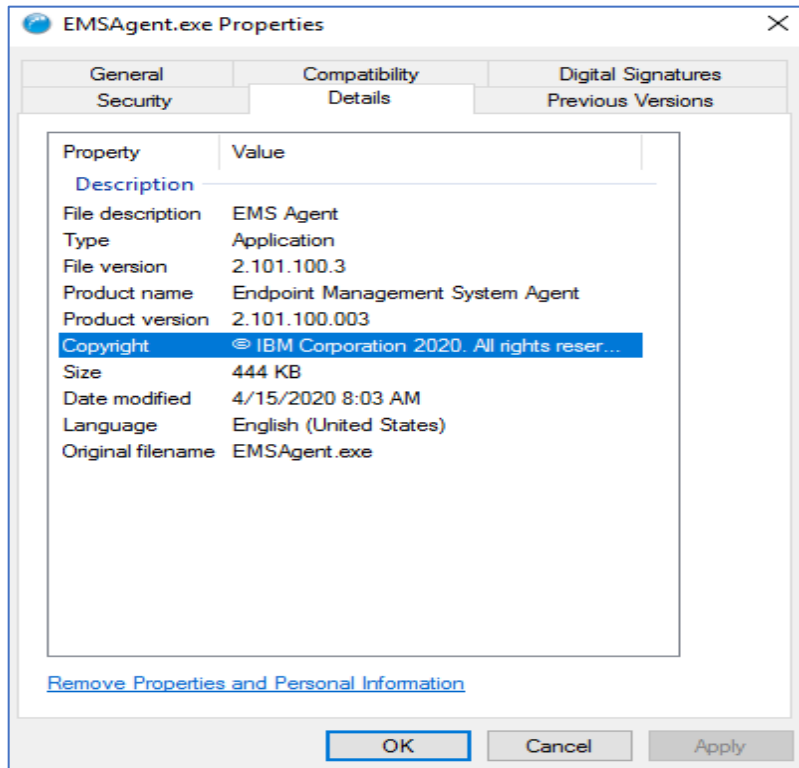 EMSAgent.exe Properties
General Compatibility Digital Signatures
Security Details Previous Versions
Property Value
Description
File description EMS Agent
Type Application
File version 2.101.100.3
Product name Endpoint Management System Agent
Product version 2.101.100.003
Copyright © IBM Corporation 2020. All rights reser...
Size 444 KB
Date modified 4/15/2020 8:03 AM
Language English (United States)
Original filename EMSAgent.exe
Remove Properties and Personal Information
OK Cancel Apply